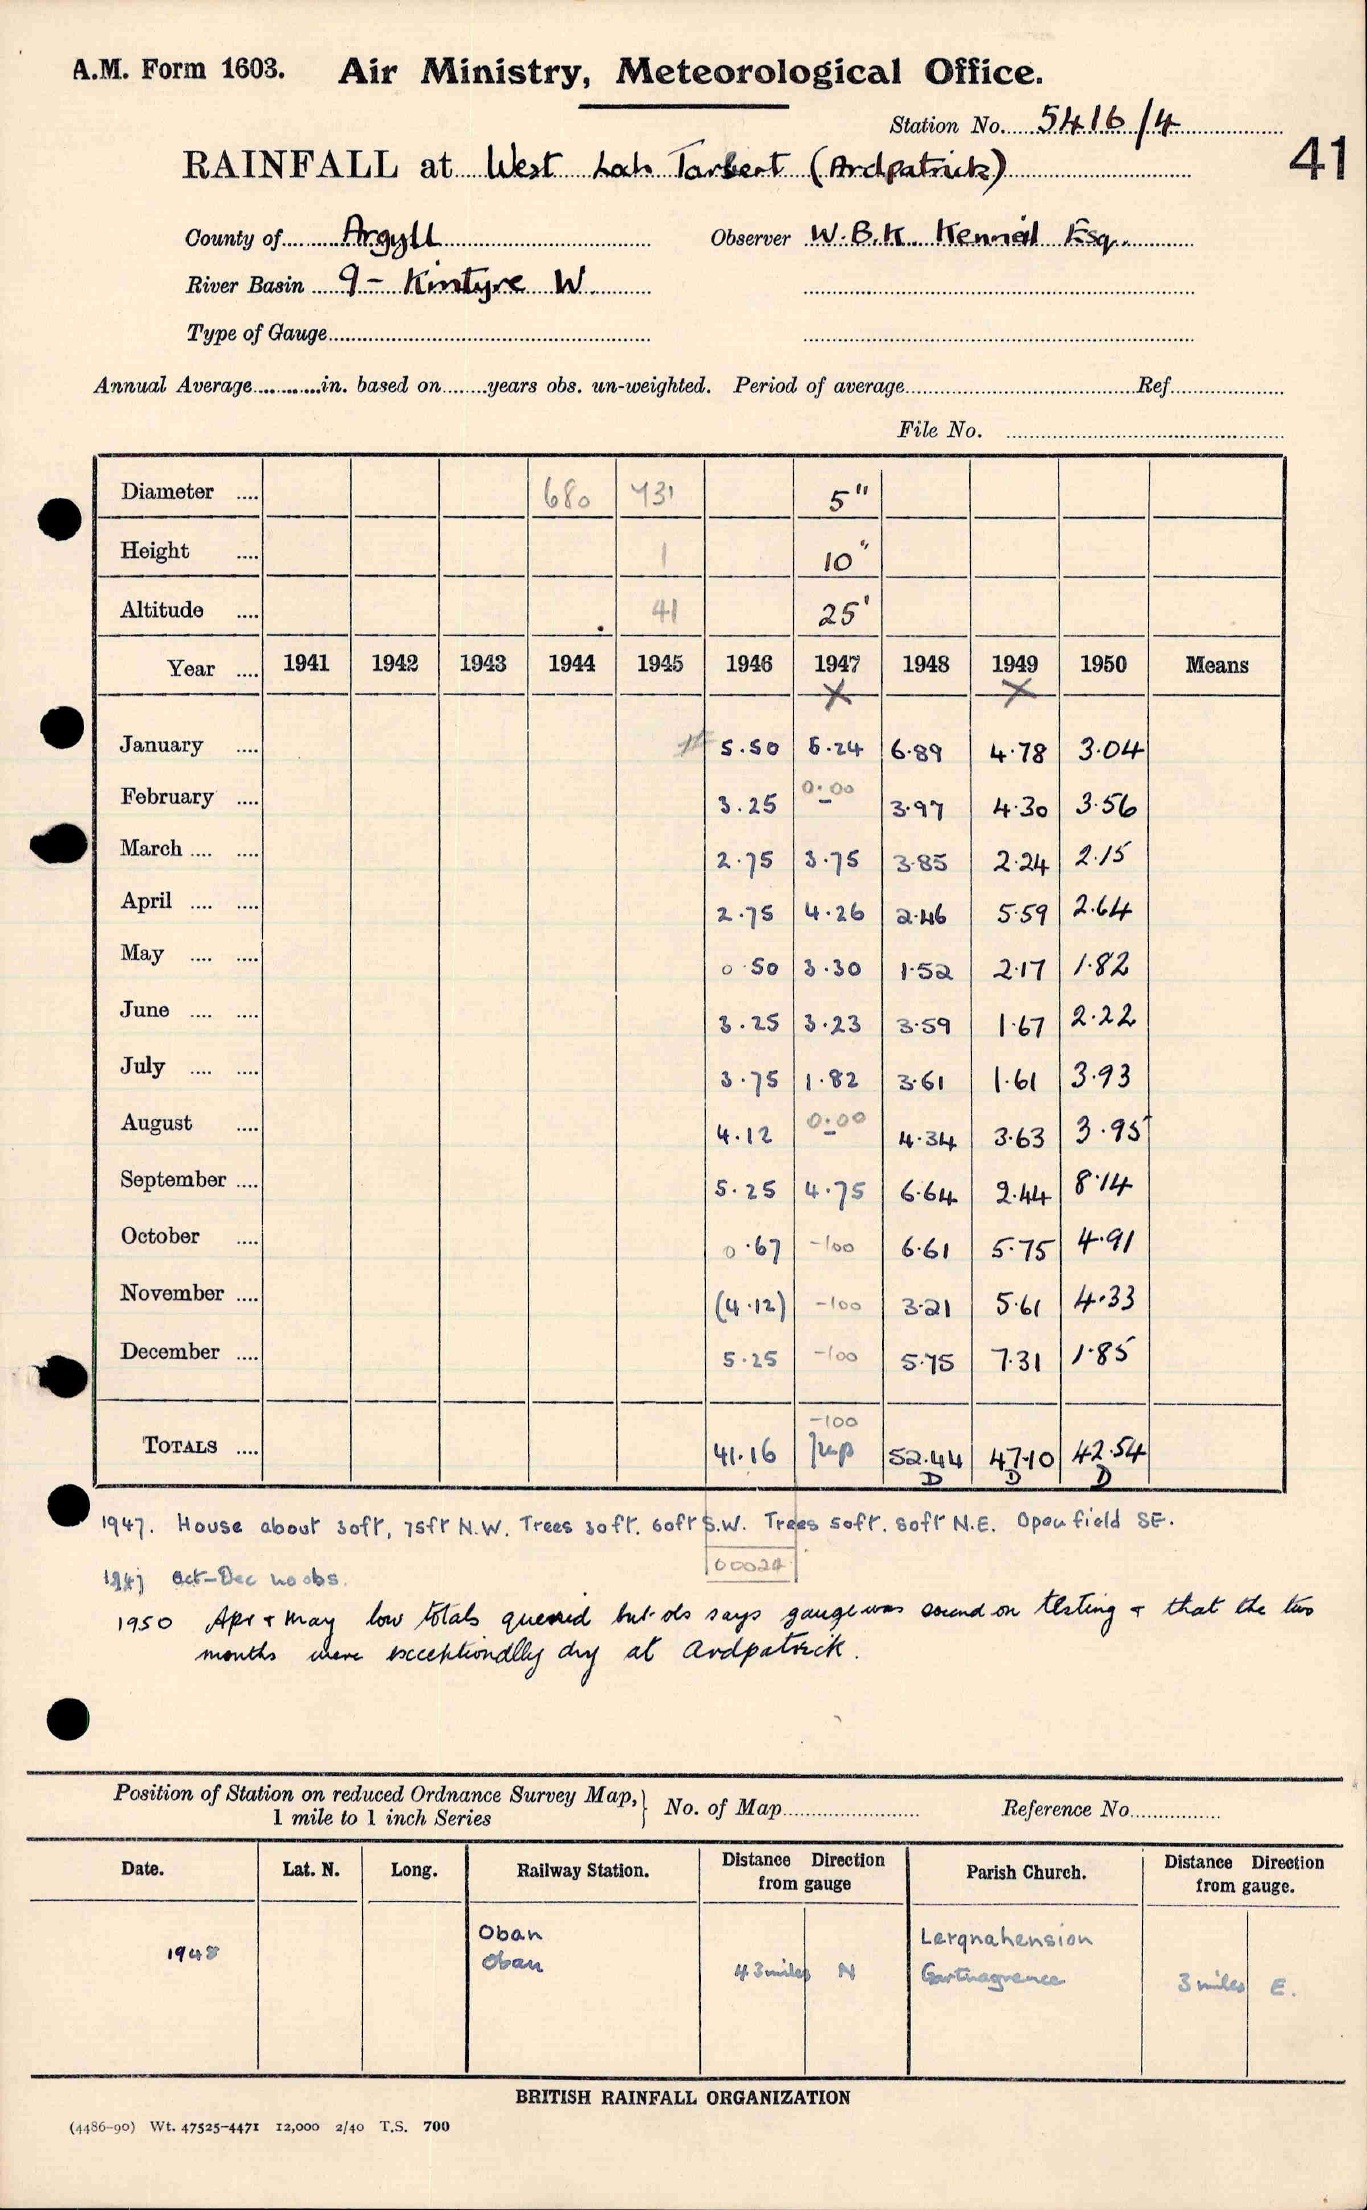 A.M. Form 1603. Air Ministry, Meteorological Office.
Station No. 5416/4
41
RAINFALL at West Loch Tarbert (Ardpatrick)
County of Argyll Observer W.B.K. Esq.
River Basin 9 - Kintyre W.
Type of Gauge
Annual Average in. based on years obs. un-weighted. Period of average Ref
File No.
Diameter .... 680 731 5"
Height .... 1 10"
Altitude .... 41 25'
Year .... 1941 1942 1943 1944 1945 1946 1947 1948 1949 1950 Means
X X
January .... 5.50 6.24 6.89 4.78 3.04
February .... 3.25 0.00 - 3.97 4.30 3.56
March .... .... 2.75 3.75 3.85 2.24 2.15
April .... .... 2.75 4.26 2.46 5.59 2.64
May .... .... 0.50 3.30 1.52 2.17 1.82
June .... .... 3.25 3.23 3.59 1.67 2.22
July .... .... 3.75 1.82 3.61 1.61 3.93
August .... 4.12 0.00 - 4.34 3.63 3.95
September .... 5.25 4.75 6.64 2.44 8.14
October .... 0.67 -100 6.61 5.75 4.91
November .... (4.12) -100 3.21 5.61 4.33
December .... 5.25 -100 5.75 7.31 1.85
-100
TOTALS .... 41.16 52.44 47.10 42.54
D D D
1947. House about 30ft, 75ft N.W. Trees 30ft. 60ft S.W. Trees 50ft. 80ft N.E. Open field SE.
00024
1947 Oct-Dec no obs.
1950 Apr & May low totals queried but obs says gauge was sound on testing & that the two
months were exceptionally dry at Ardpatrick.
Position of Station on reduced Ordnance Survey Map, 1 mile to 1 inch Series } No. of Map Reference No.
Date. Lat. N. Long. Railway Station. Distance Direction from gauge Parish Church. Distance Direction from gauge.
Oban Lergnahension
1948 Oban 43 miles N 3 miles E.
BRITISH RAINFALL ORGANIZATION
(4486-90) Wt. 47525-4471 12,000 2/40 T.S. 700